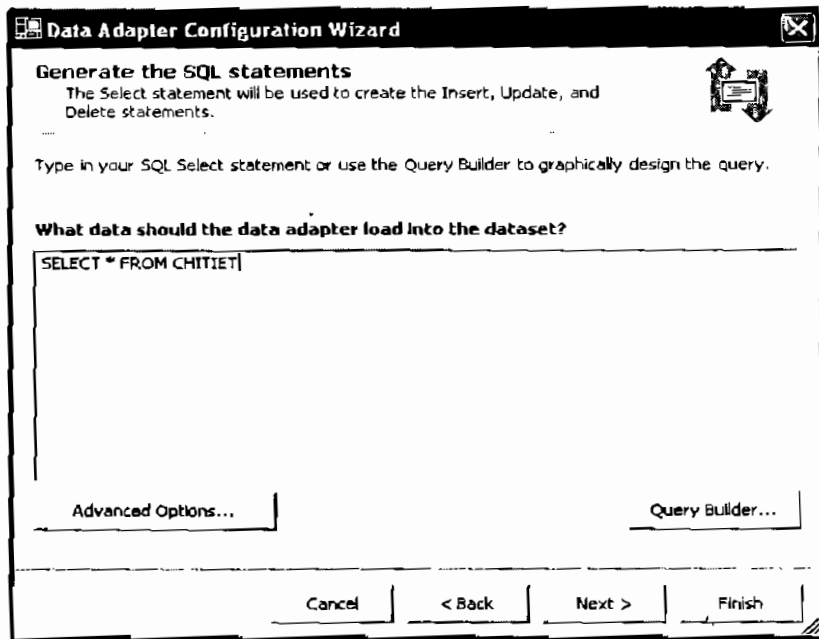 Data Adapter Configuration Wizard
Generate the SQL statements
The Select statement will be used to create the Insert, Update, and
Delete statements.
Type in your SQL Select statement or use the Query Builder to graphically design the query.
What data should the data adapter load into the dataset?
SELECT * FROM CHITIET
Advanced Options...
Query Builder...
Cancel
< Back
Next >
Finish